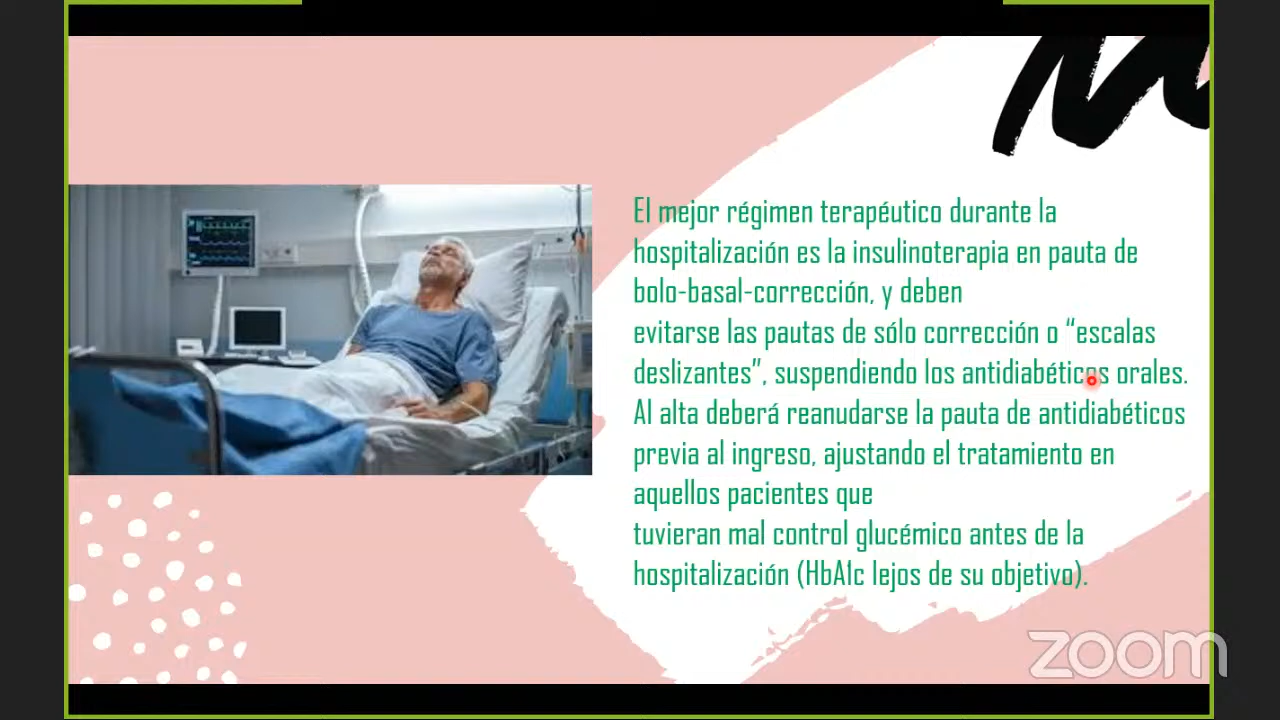 El mejor régimen terapéutico durante la
hospitalización es la insulinoterapia en pauta de
bolo-basal-corrección, y deben
evitarse las pautas de sólo corrección o “escalas
deslizantes”, suspendiendo los antidiabéticos orales.
Al alta deberá reanudarse la pauta de antidiabéticos
previa al ingreso, ajustando el tratamiento en
aquellos pacientes que
tuvieran mal control glucémico antes de la
hospitalización (HbA1c lejos de su objetivo).
zoom